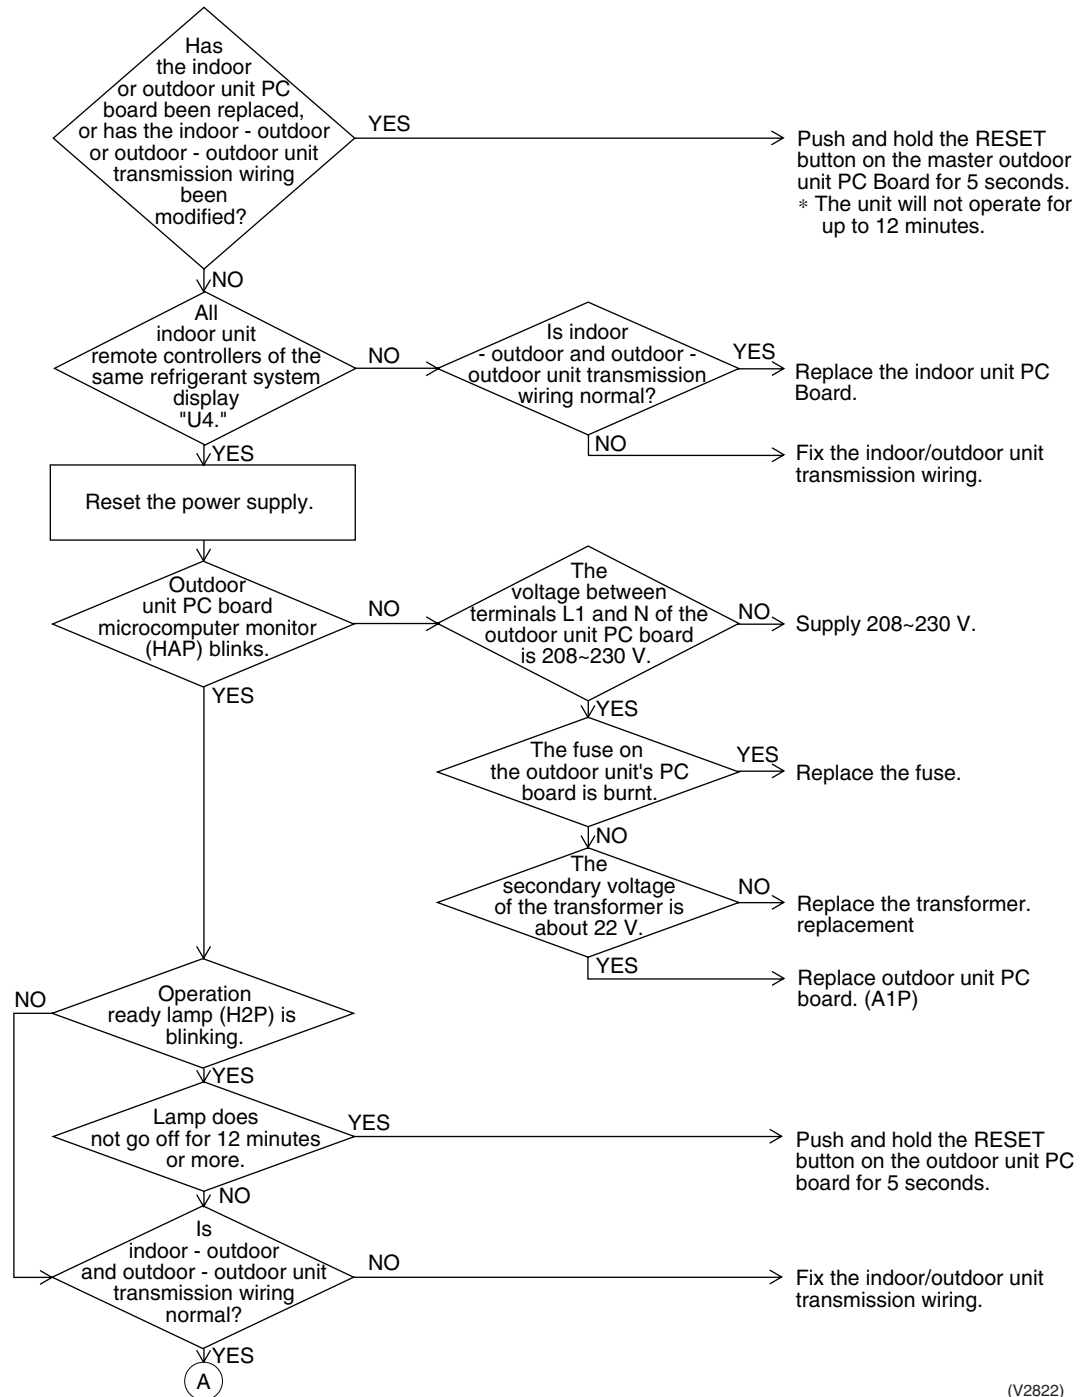 Has
the indoor
or outdoor unit PC
board been replaced,
or has the indoor - outdoor
or outdoor - outdoor unit
transmission wiring
been
modified?
YES
Push and hold the RESET
button on the master outdoor
unit PC Board for 5 seconds.
* The unit will not operate for
up to 12 minutes.
NO
All
indoor unit
remote controllers of the
same refrigerant system
display
"U4."
NO
Is indoor
- outdoor and outdoor -
outdoor unit transmission
wiring normal?
YES
Replace the indoor unit PC
Board.
NO
Fix the indoor/outdoor unit
transmission wiring.
YES
Reset the power supply.
Outdoor
unit PC board
microcomputer monitor
(HAP) blinks.
NO
The
voltage between
terminals L1 and N of the
outdoor unit PC board
is 208~230 V.
NO
Supply 208~230 V.
YES
YES
The fuse on
the outdoor unit's PC
board is burnt.
YES
Replace the fuse.
NO
The
secondary voltage
of the transformer is
about 22 V.
NO
Replace the transformer.
replacement
YES
Replace outdoor unit PC
board. (A1P)
NO
Operation
ready lamp (H2P) is
blinking.
YES
Lamp does
not go off for 12 minutes
or more.
YES
Push and hold the RESET
button on the outdoor unit PC
board for 5 seconds.
NO
Is
indoor - outdoor
and outdoor - outdoor unit
transmission wiring
normal?
NO
Fix the indoor/outdoor unit
transmission wiring.
YES
A
(V2822)